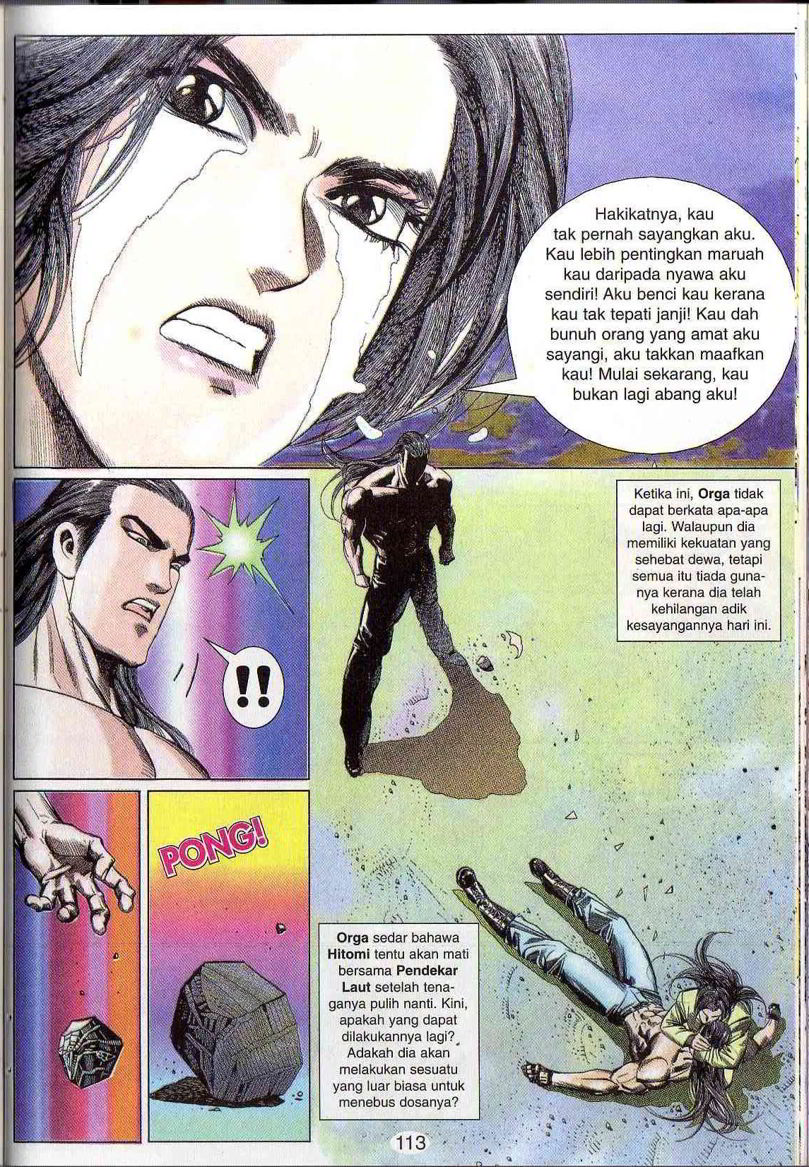 Hakikatnya, kau
tak pernah sayangkan aku.
Kau lebih pentingkan maruah
kau daripada nyawa aku
sendiri! Aku benci kau kerana
kau tak tepati janji! Kau dah
bunuh orang yang amat aku
sayangi, aku takkan maafkan
kau! Mulai sekarang, kau
bukan lagi abang aku!
Ketika ini, Orga tidak
dapat berkata apa-apa
lagi. Walaupun dia
memiliki kekuatan yang
sehebat dewa, tetapi
semua itu tiada guna-
nya kerana dia telah
kehilangan adik
kesayangannya hari ini.
!!
PONG!
Orga sedar bahawa
Hitomi tentu akan mati
bersama Pendekar
Laut setelah tena-
ganya pulih nanti. Kini,
apakah yang dapat
dilakukannya lagi?
Adakah dia akan
melakukan sesuatu
yang luar biasa untuk
menebus dosanya?
113